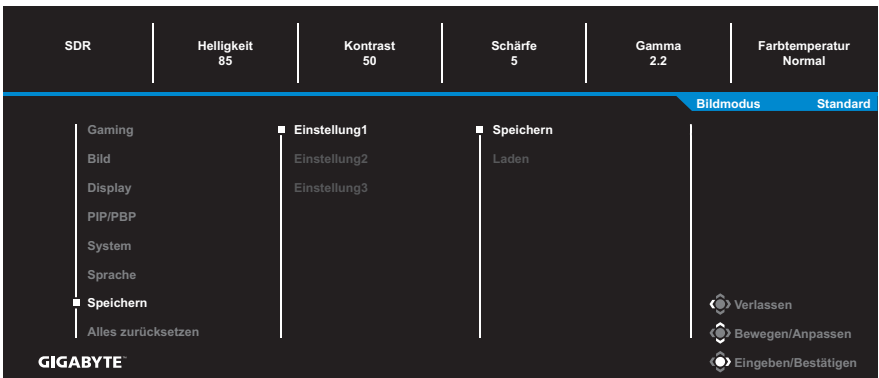 SDR
Helligkeit
85
Kontrast
50
Schärfe
5
Gamma
2.2
Farbtemperatur
Normal
Bildmodus Standard
Gaming
Bild
Display
PIP/PBP
System
Sprache
Speichern
Alles zurücksetzen
Einstellung1
Einstellung2
Einstellung3
Speichern
Laden
Verlassen
Bewegen/Anpassen
Eingeben/Bestätigen
GIGABYTE™